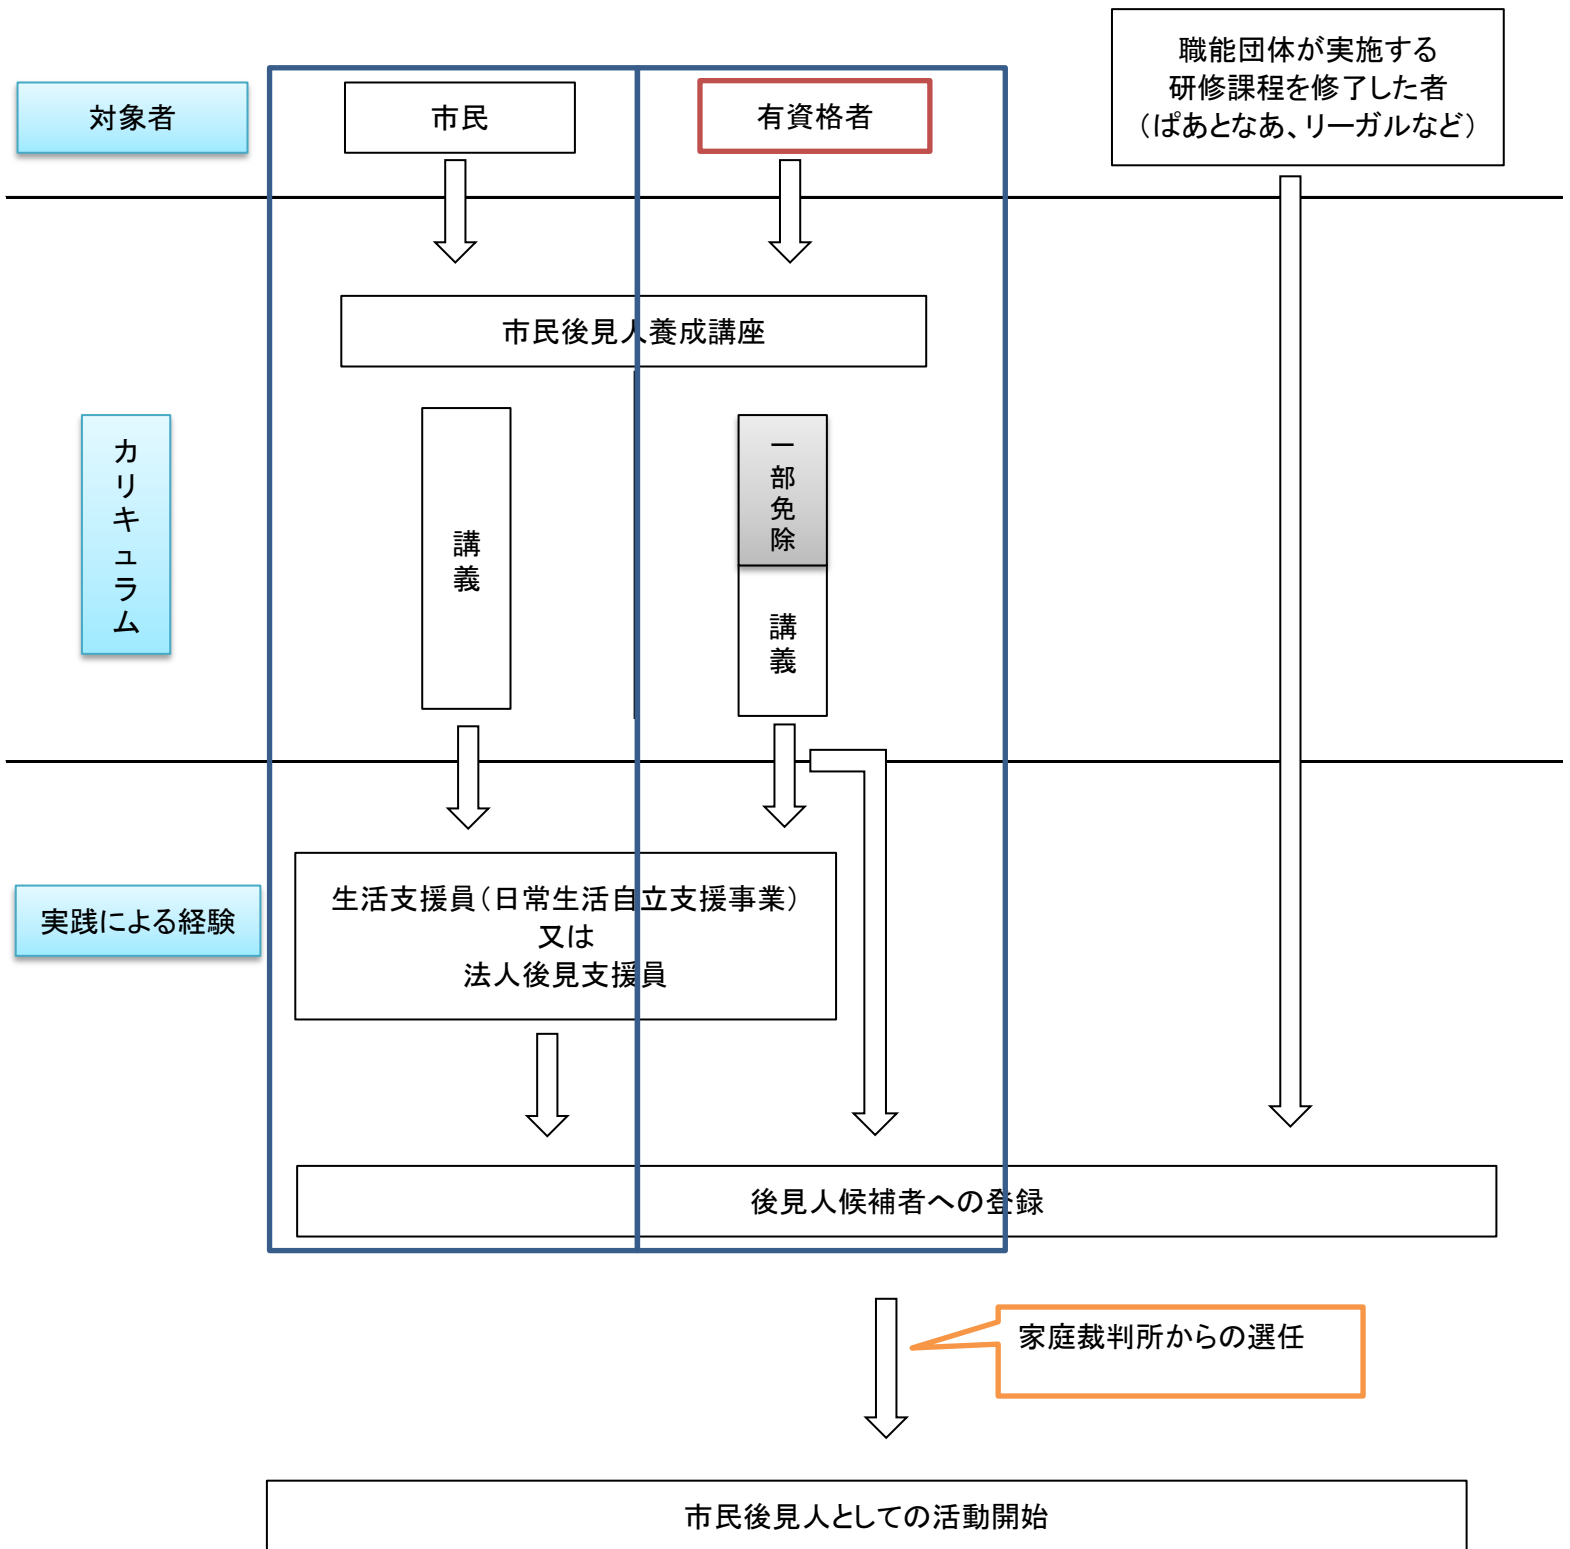 対象者
市民
有資格者
職能団体が実施する
研修課程を修了した者
（ぱあとなあ、リーガルなど）
市民後見人養成講座
カリキュラム
講義
一部免除
講義
実践による経験
生活支援員（日常生活自立支援事業）
又は
法人後見支援員
後見人候補者への登録
家庭裁判所からの選任
市民後見人としての活動開始